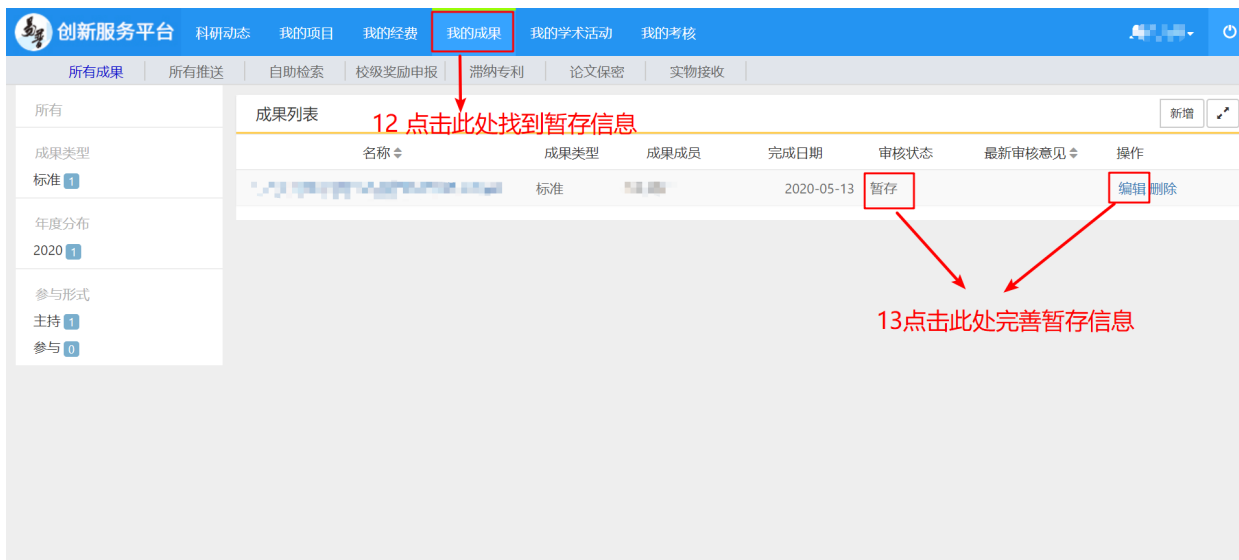 创新服务平台 科研动态 我的项目 我的经费 我的成果 我的学术活动 我的考核
所有成果 所有推送 自助检索 校级奖励申报 滞纳专利 论文保密 实物接收
所有
成果列表
新增
12 点击此处找到暂存信息
成果类型
标准 1
年度分布
2020 1
参与形式
主持 1
参与 0
名称 成果类型 成果成员 完成日期 审核状态 最新审核意见 操作
标准 2020-05-13 暂存 编辑 删除
13点击此处完善暂存信息